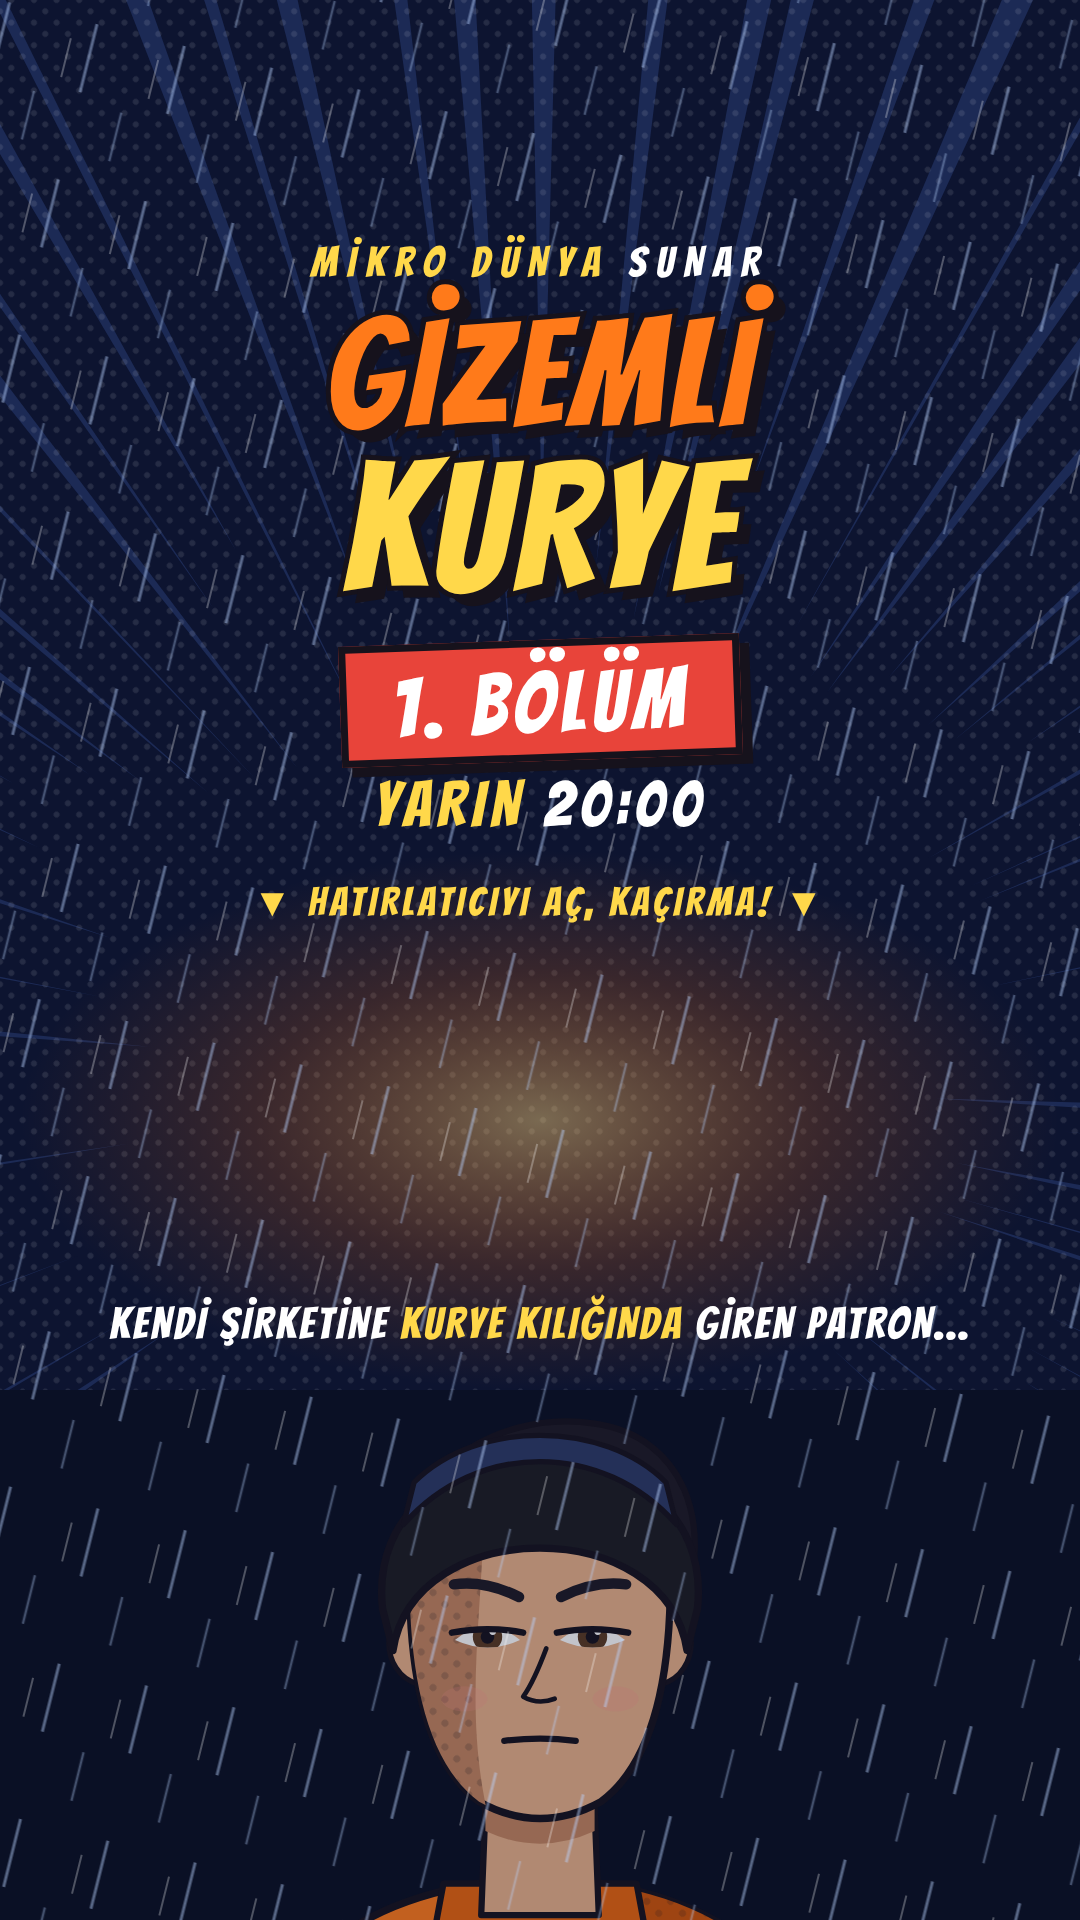 MİKRO DÜNYA SUNAR
GİZEMLİ
KURYE
1. BÖLÜM
YARIN 20:00
▼ HATIRLATICIYI AÇ, KAÇIRMA! ▼
KENDİ ŞİRKETİNE KURYE KILIĞINDA GİREN PATRON...